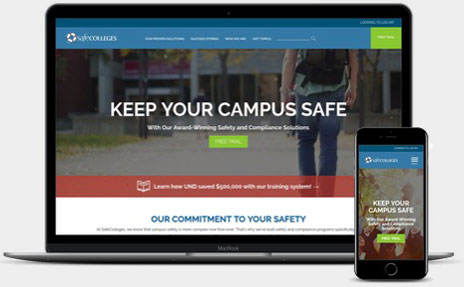 LOOKING TO LOG IN?
safeCOLLEGES
OUR PROVEN SOLUTIONS SUCCESS STORIES WHO WE ARE HOT TOPICS
FREE TRIAL
KEEP YOUR CAMPUS SAFE
With Our Award-Winning Safety and Compliance Solutions
FREE TRIAL
Learn how UND saved $500,000 with our training system! →
OUR COMMITMENT TO YOUR SAFETY
At SafeColleges, we know that campus safety is more complex now than ever. That's why we've built safety and compliance programs specifically
MacBook
LOOKING TO LOG IN?
safeCOLLEGES
KEEP YOUR
CAMPUS SAFE
With Our Award-Winning
Safety and Compliance
Solutions
FREE TRIAL